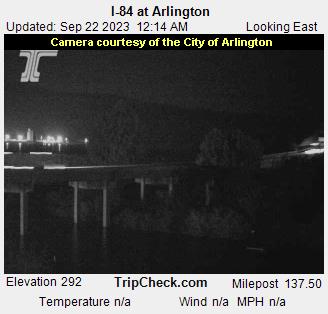 I-84 at Arlington
Updated: Sep 22 2023 12:14 AM Looking East
Camera courtesy of the City of Arlington
Elevation 292 TripCheck.com Milepost 137.50
Temperature n/a Wind n/a MPH n/a